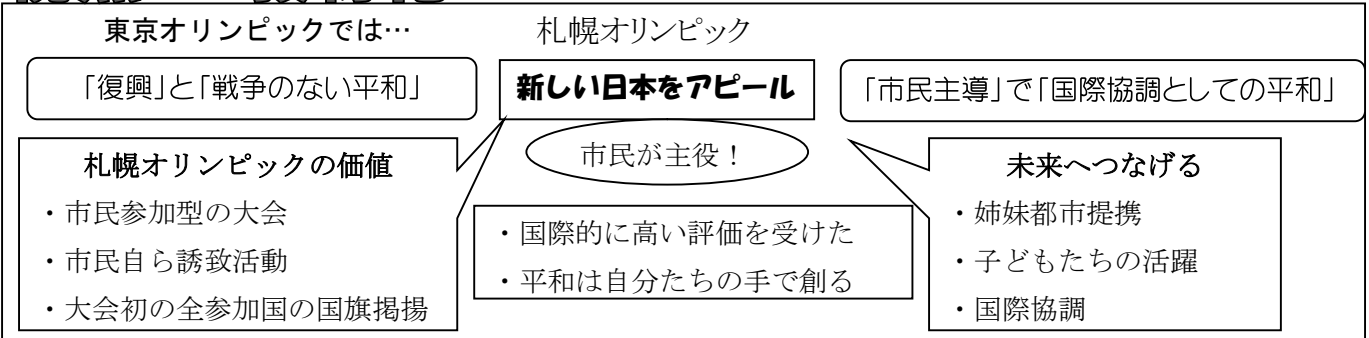 東京オリンピックでは…
札幌オリンピック
「復興」と「戦争のない平和」
新しい日本をアピール
「市民主導」で「国際協調としての平和」
市民が主役！
札幌オリンピックの価値
・市民参加型の大会
・市民自ら誘致活動
・大会初の全参加国の国旗掲揚
・国際的に高い評価を受けた
・平和は自分たちの手で創る
未来へつなげる
・姉妹都市提携
・子どもたちの活躍
・国際協調